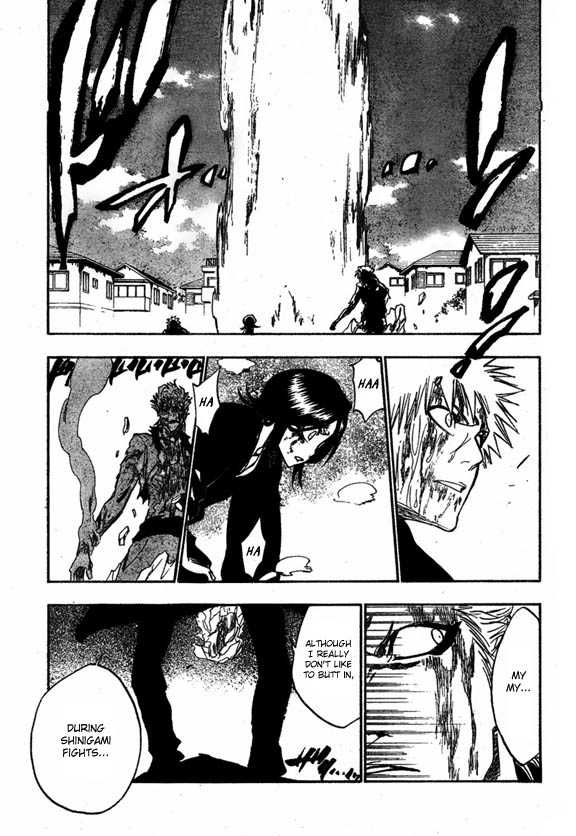 HAA
HA
HA
MY
MY...
ALTHOUGH
I REALLY
DON'T LIKE
TO BUTT IN,
DURING
SHINIGAMI
FIGHTS...